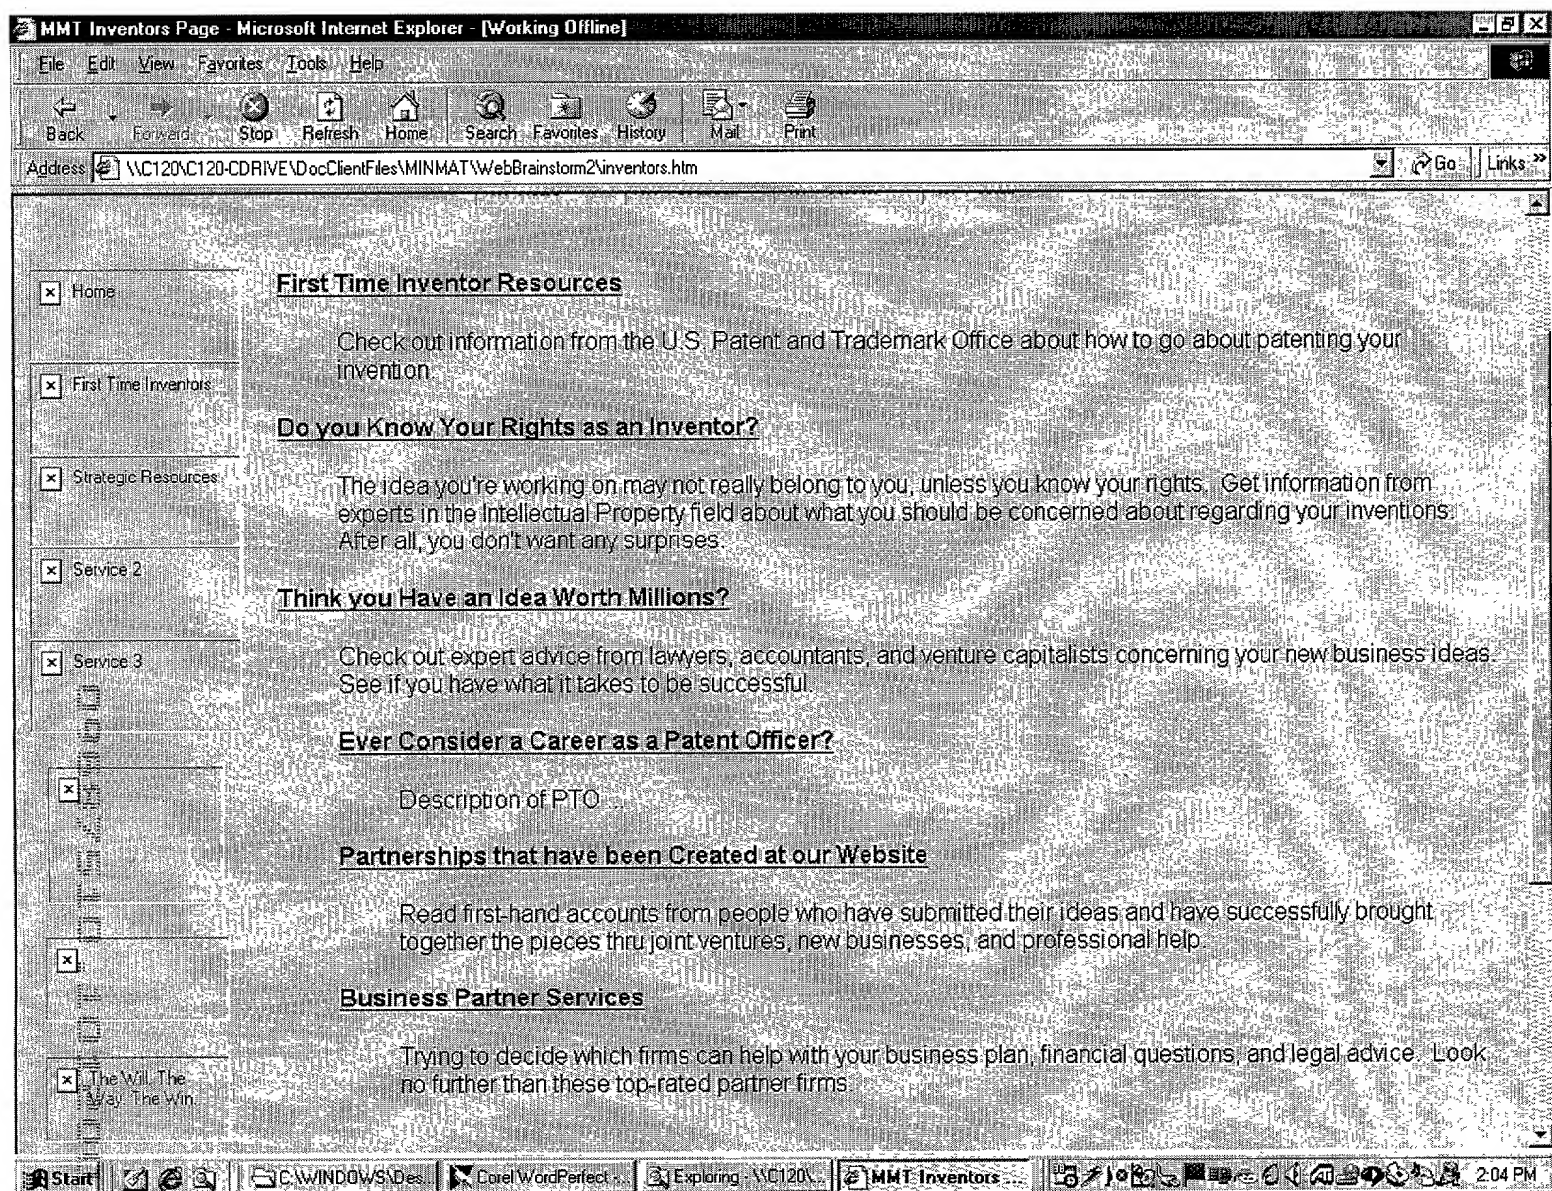 MMT Inventors Page - Microsoft Internet Explorer - [Working Offline]
File Edit View Favorites Tools Help
Back Forward Stop Refresh Home Search Favorites History Mail Print
Address \\C120\C120-CDRIVE\DocClientFiles\MINMAT\WebBrainstorm2\inventors.htm Go Links »
Home
First Time Inventors
Strategic Resources
Service 2
Service 3
The Will. The
Way. The Win.
First Time Inventor Resources
Check out information from the U.S. Patent and Trademark Office about how to go about patenting your
invention
Do you Know Your Rights as an Inventor?
The idea you're working on may not really belong to you, unless you know your rights. Get information from
experts in the Intellectual Property field about what you should be concerned about regarding your inventions.
After all, you don't want any surprises.
Think you Have an Idea Worth Millions?
Check out expert advice from lawyers, accountants, and venture capitalists concerning your new business ideas.
See if you have what it takes to be successful.
Ever Consider a Career as a Patent Officer?
Description of PTO ...
Partnerships that have been Created at our Website
Read first-hand accounts from people who have submitted their ideas and have successfully brought
together the pieces thru joint ventures, new businesses, and professional help.
Business Partner Services
Trying to decide which firms can help with your business plan, financial questions, and legal advice. Look
no further than these top-rated partner firms.
Start C:\WINDOWS\Des... Corel WordPerfect ... Exploring - \\C120\... MMT Inventors ... 2:04 PM